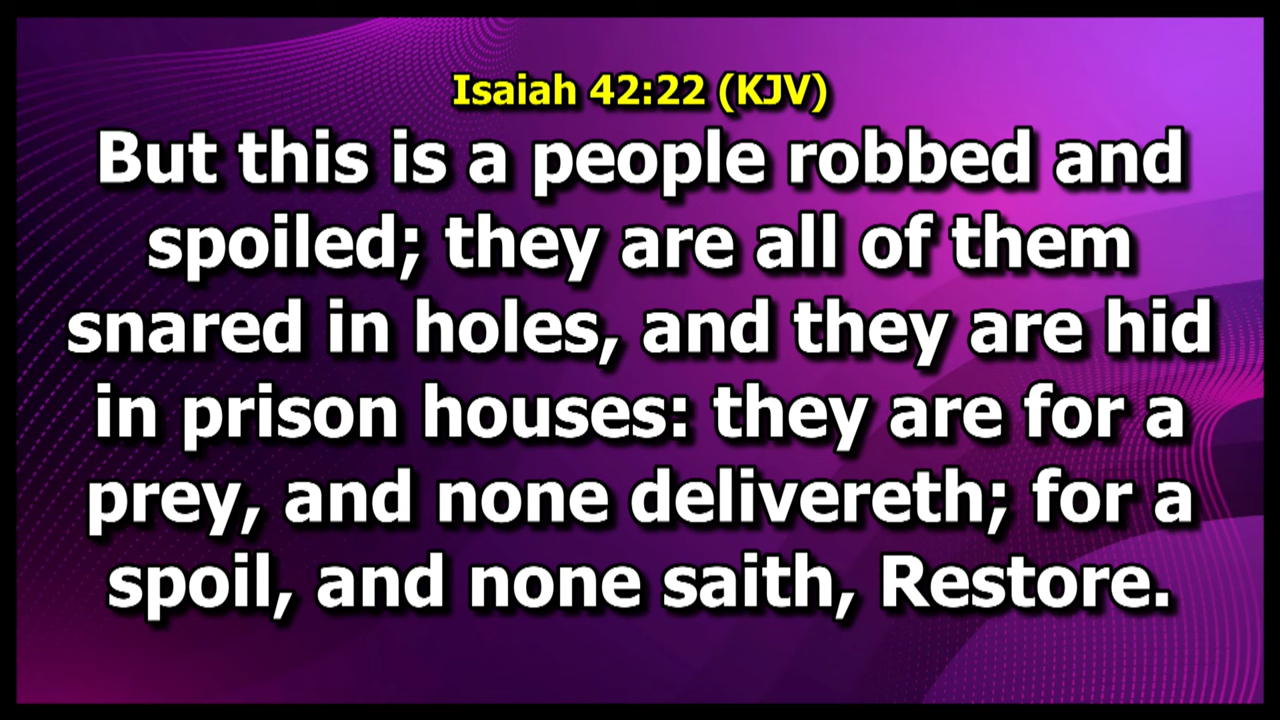 Isaiah 42:22 (KJV)
But this is a people robbed and
spoiled; they are all of them
snared in holes, and they are hid
in prison houses: they are for a
prey, and none delivereth; for a
spoil, and none saith, Restore.